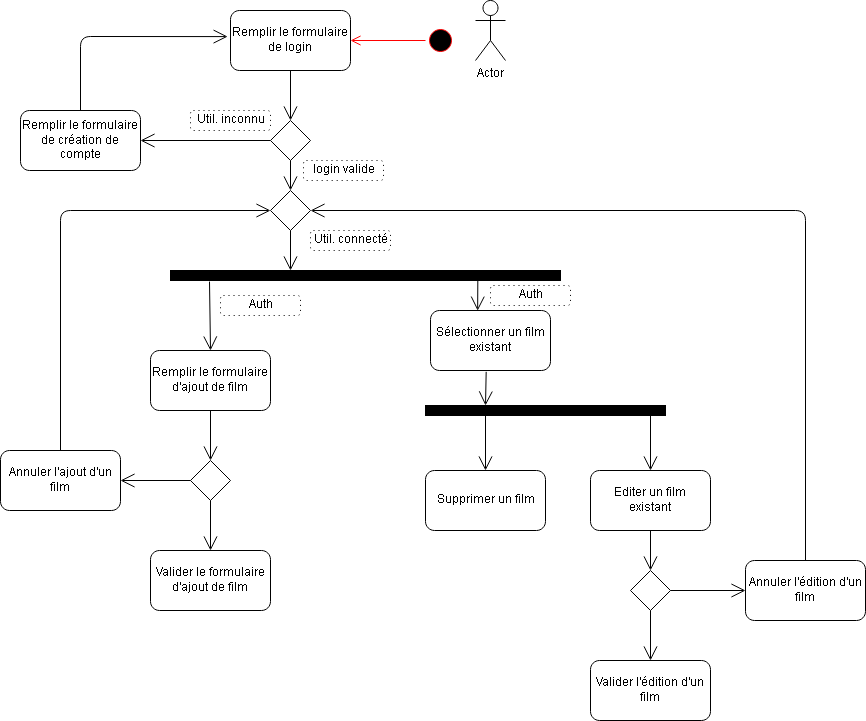 Remplir le formulaire
de login
Actor
Util. inconnu
Remplir le formulaire
de création de
compte
login valide
Util. connecté
Auth
Auth
Sélectionner un film
existant
Remplir le formulaire
d'ajout de film
Annuler l'ajout d'un
film
Supprimer un film
Editer un film
existant
Valider le formulaire
d'ajout de film
Annuler l'édition d'un
film
Valider l'édition d'un
film